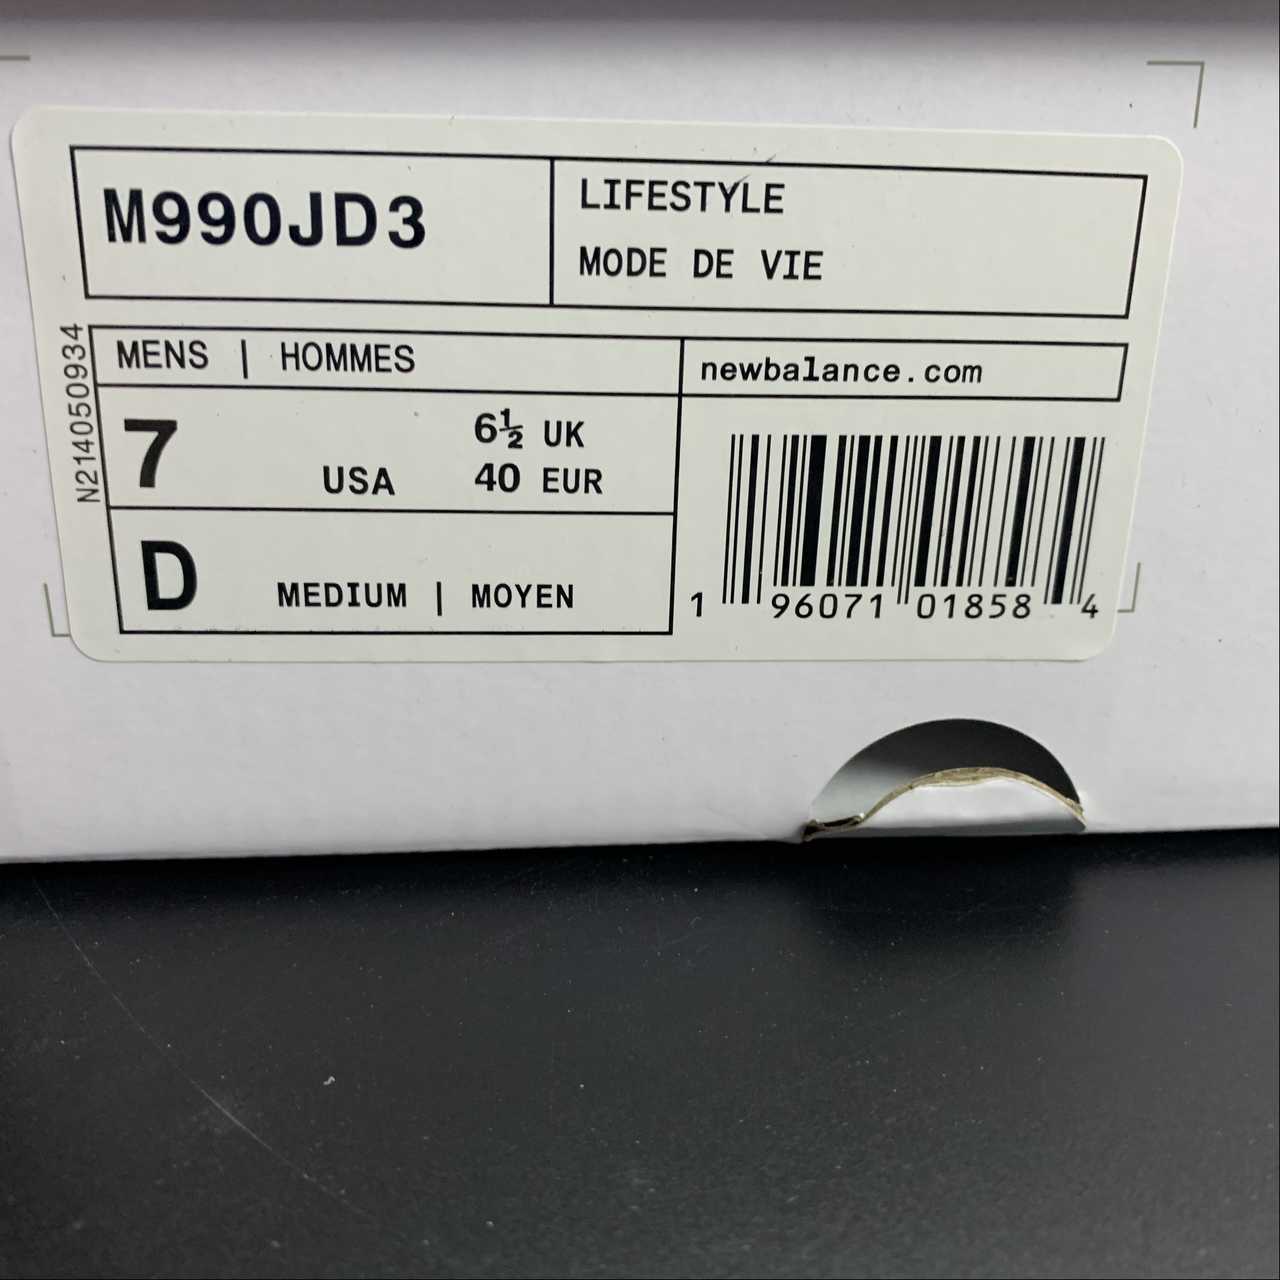 M990JD3
LIFESTYLE
MODE DE VIE
N214050934
MENS | HOMMES
newbalance.com
7 USA
6½ UK
40 EUR
D MEDIUM | MOYEN
1 96071 01858 4